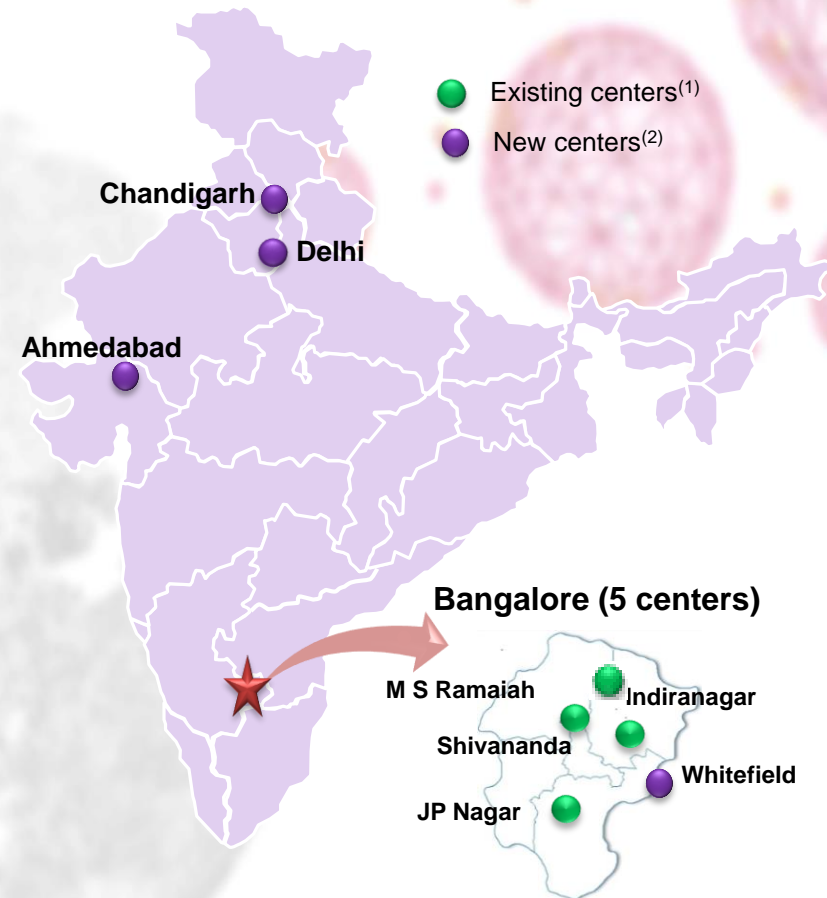 Existing centers(1)
New centers(2)
Chandigarh
Delhi
Ahmedabad
Bangalore (5 centers)
M S Ramaiah
Indiranagar
Shivananda
Whitefield
JP Nagar